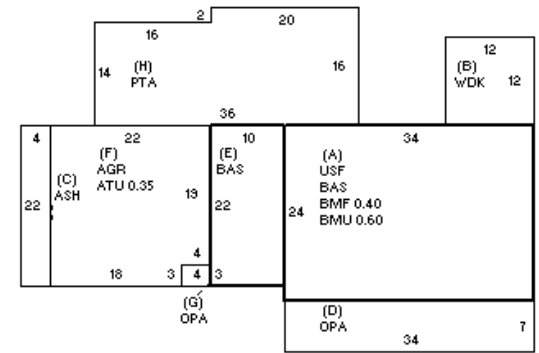 2 20
16
14 (H) 16
PTA
12
(B)
WDK 12
36
4 22 10 34
(F) (E) (A)
AGR BAS USF
(C) ATU 0.35 BAS
ASH 19 BMF 0.40
22 22 24 BMU 0.60
4
18 3 4 3
(G) (D)
OPA OPA 7
34